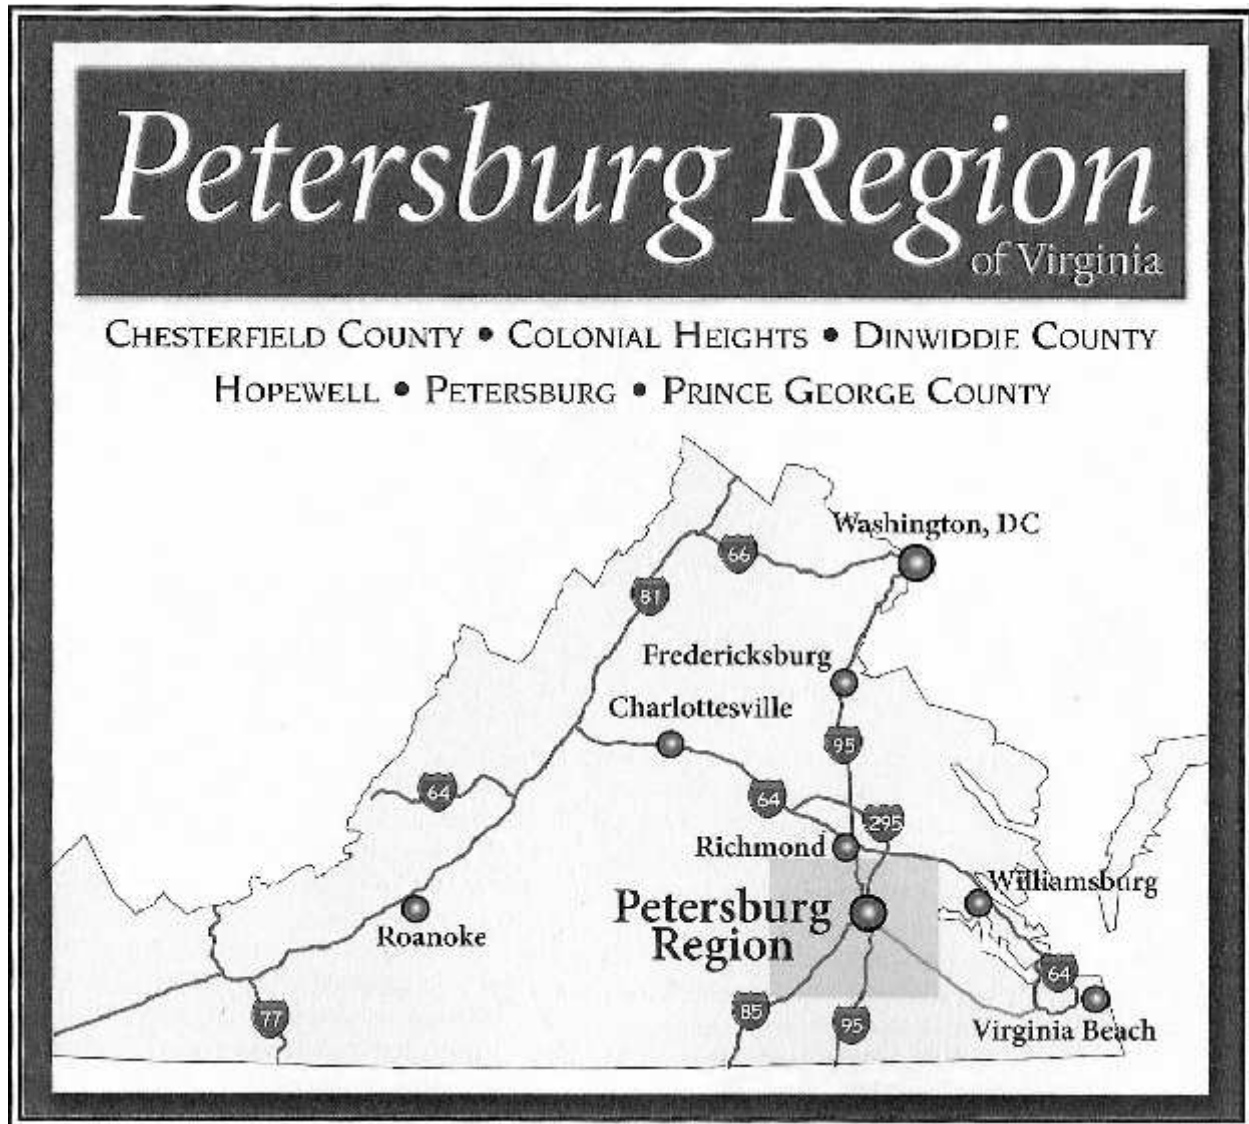 Petersburg Region
of Virginia
CHESTERFIELD COUNTY • COLONIAL HEIGHTS • DINWIDDIE COUNTY
HOPEWELL • PETERSBURG • PRINCE GEORGE COUNTY
Washington, DC
66
81
Fredericksburg
Charlottesville
95
64
64
295
Richmond
Williamsburg
Petersburg
Region
Roanoke
64
85
77
95
Virginia Beach